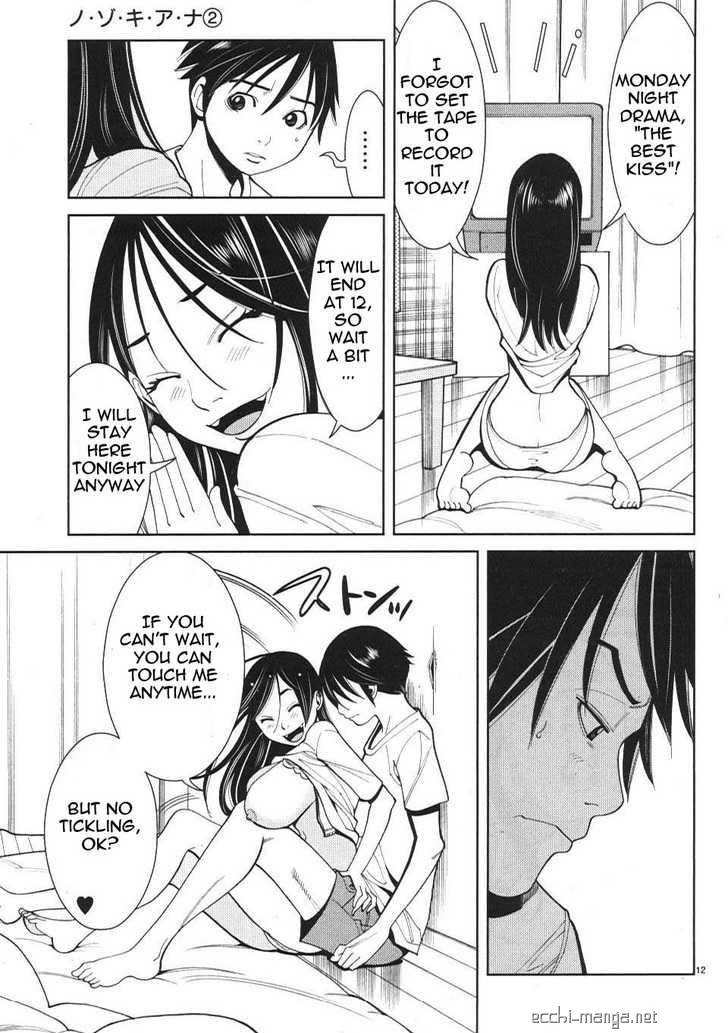 ノ・ゾ・キ・ア・ナ②
MONDAY
NIGHT
DRAMA,
"THE
BEST
KISS"!
I
FORGOT
TO SET
THE TAPE
TO
RECORD
IT
TODAY!
......
IT WILL
END
AT 12,
SO
WAIT
A BIT
...
I WILL
STAY
HERE
TONIGHT
ANYWAY
ストンッ
IF YOU
CAN'T WAIT,
YOU CAN
TOUCH ME
ANYTIME...
BUT NO
TICKLING,
OK?
♥
12
ecchi-manga.net